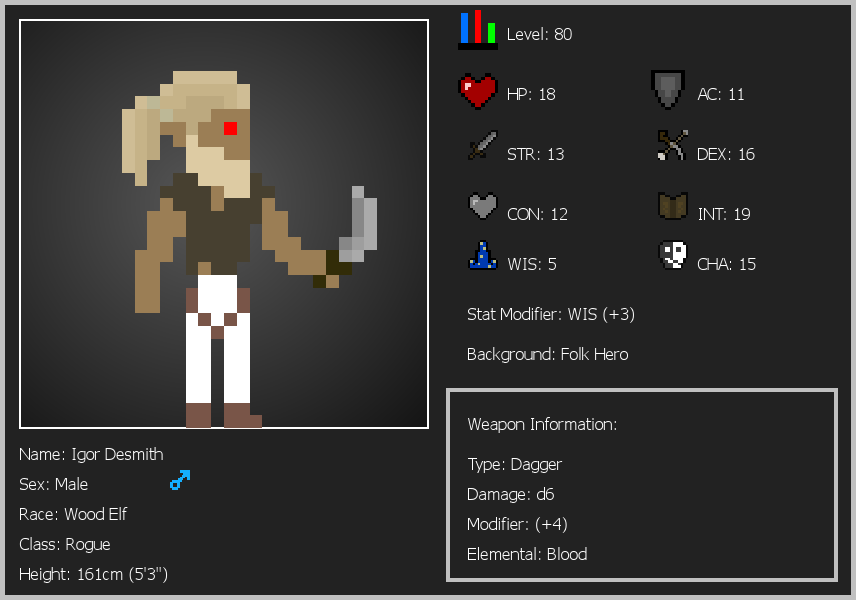 Level: 80
HP: 18
AC: 11
STR: 13
DEX: 16
CON: 12
INT: 19
WIS: 5
CHA: 15
Stat Modifier: WIS (+3)
Background: Folk Hero
Weapon Information:
Type: Dagger
Damage: d6
Modifier: (+4)
Elemental: Blood
Name: Igor Desmith
Sex: Male
Race: Wood Elf
Class: Rogue
Height: 161cm (5'3")